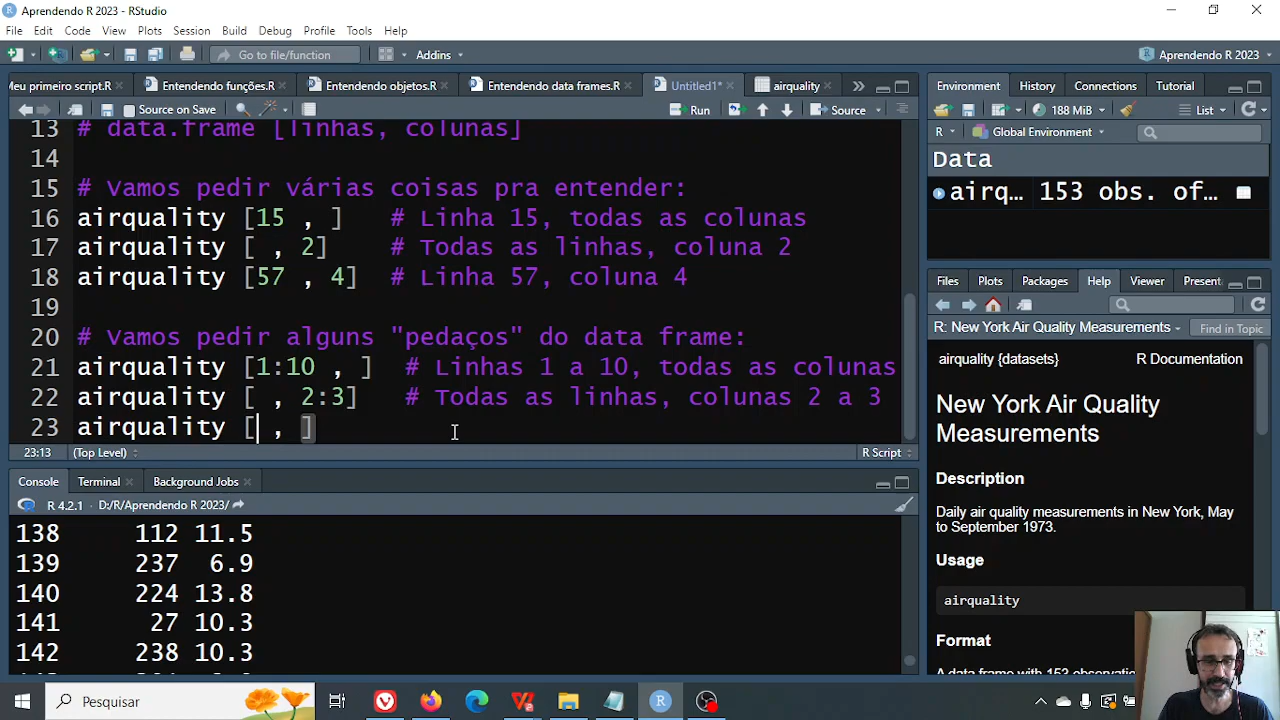 Aprendendo R 2023 - RStudio
File Edit Code View Plots Session Build Debug Profile Tools Help
Go to file/function Addins Aprendendo R 2023
Meu primeiro script.R Entendendo funções.R Entendendo objetos.R Entendendo data frames.R Untitled1* airquality
Source on Save Run Source
13 # data.frame [linhas, colunas]
14
15 # Vamos pedir várias coisas pra entender:
16 airquality [15 , ] # Linha 15, todas as colunas
17 airquality [ , 2] # Todas as linhas, coluna 2
18 airquality [57 , 4] # Linha 57, coluna 4
19
20 # Vamos pedir alguns "pedaços" do data frame:
21 airquality [1:10 , ] # Linhas 1 a 10, todas as colunas
22 airquality [ , 2:3] # Todas as linhas, colunas 2 a 3
23 airquality [ , ]
23:13 (Top Level) R Script
Console Terminal Background Jobs
R 4.2.1 · D:/R/Aprendendo R 2023/
138 112 11.5
139 237 6.9
140 224 13.8
141 27 10.3
142 238 10.3
Environment History Connections Tutorial
188 MiB List
R Global Environment
Data
airq… 153 obs. of…
Files Plots Packages Help Viewer Present
R: New York Air Quality Measurements Find in Topic
airquality {datasets} R Documentation
New York Air Quality
Measurements
Description
Daily air quality measurements in New York, May
to September 1973.
Usage
airquality
Format
A data frame with 153
Pesquisar